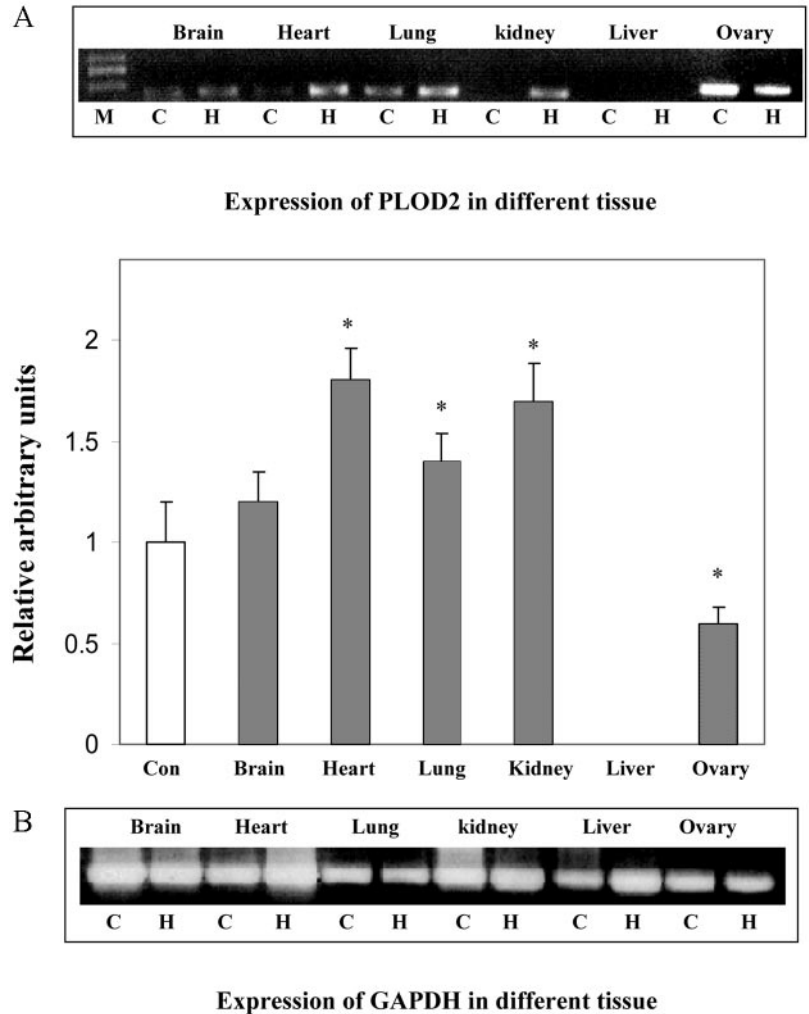 A
Brain Heart Lung kidney Liver Ovary
M C H C H C H C H C H C H
Expression of PLOD2 in different tissue
Relative arbitrary units
2
1.5
1
0.5
0
* * * *
Con Brain Heart Lung Kidney Liver Ovary
B
Brain Heart Lung kidney Liver Ovary
C H C H C H C H C H C H
Expression of GAPDH in different tissue